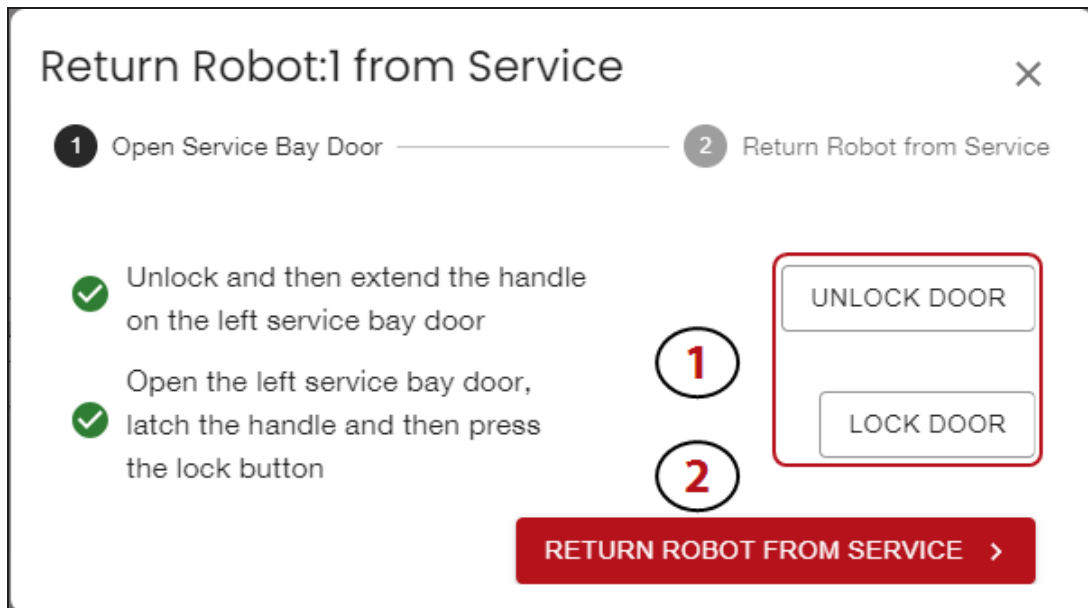 Return Robot:1 from Service
1 Open Service Bay Door 2 Return Robot from Service
Unlock and then extend the handle
on the left service bay door
UNLOCK DOOR
1
Open the left service bay door,
latch the handle and then press
the lock button
LOCK DOOR
2
RETURN ROBOT FROM SERVICE